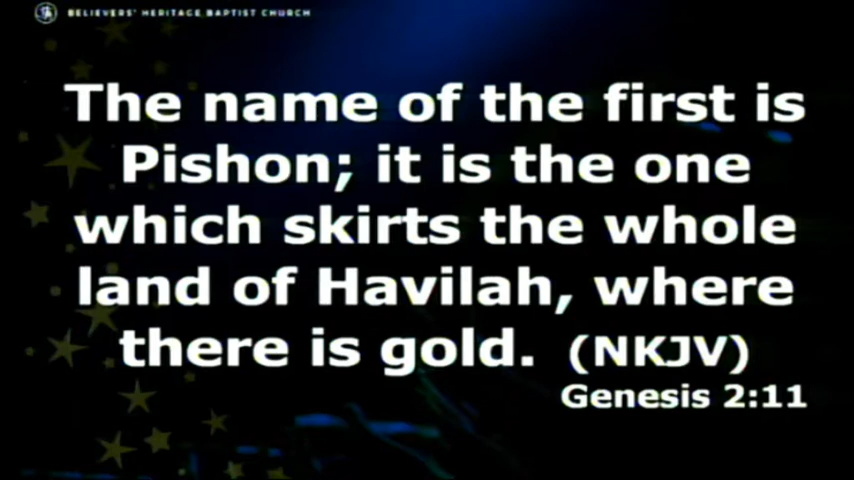 BELIEVERS' HERITAGE BAPTIST CHURCH
The name of the first is
Pishon; it is the one
which skirts the whole
land of Havilah, where
there is gold. (NKJV)
Genesis 2:11